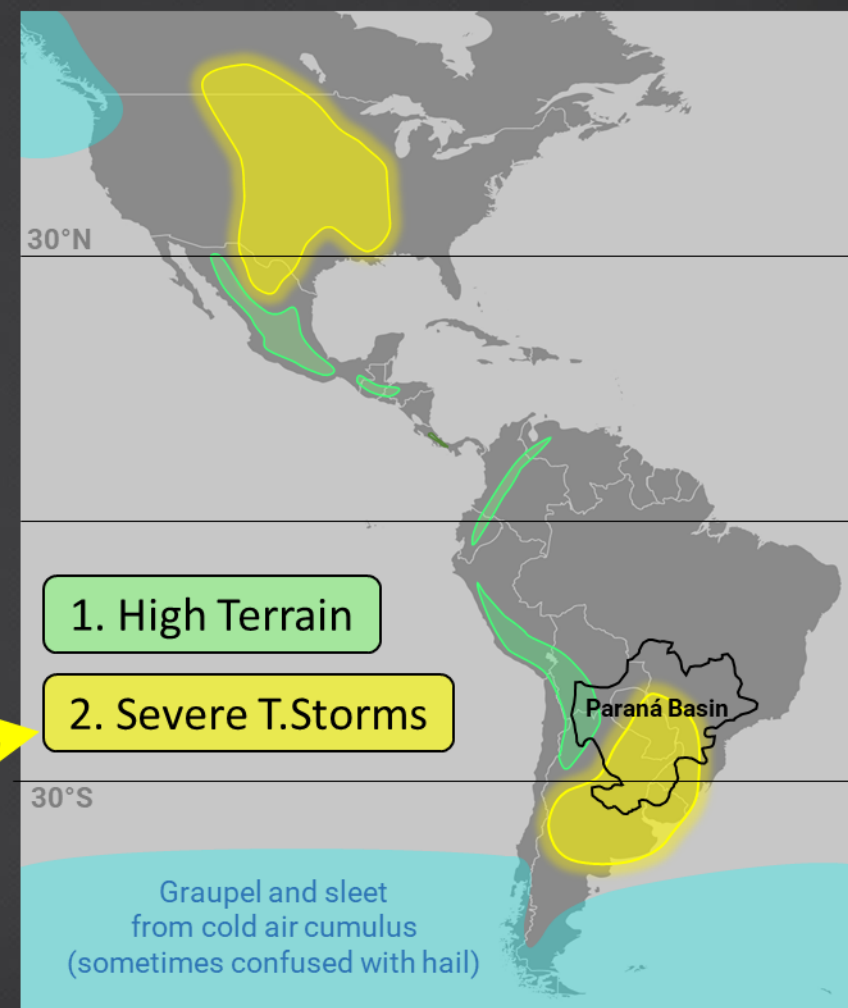 30°N
1. High Terrain
2. Severe T.Storms
Paraná Basin
30°S
Graupel and sleet
from cold air cumulus
(sometimes confused with hail)